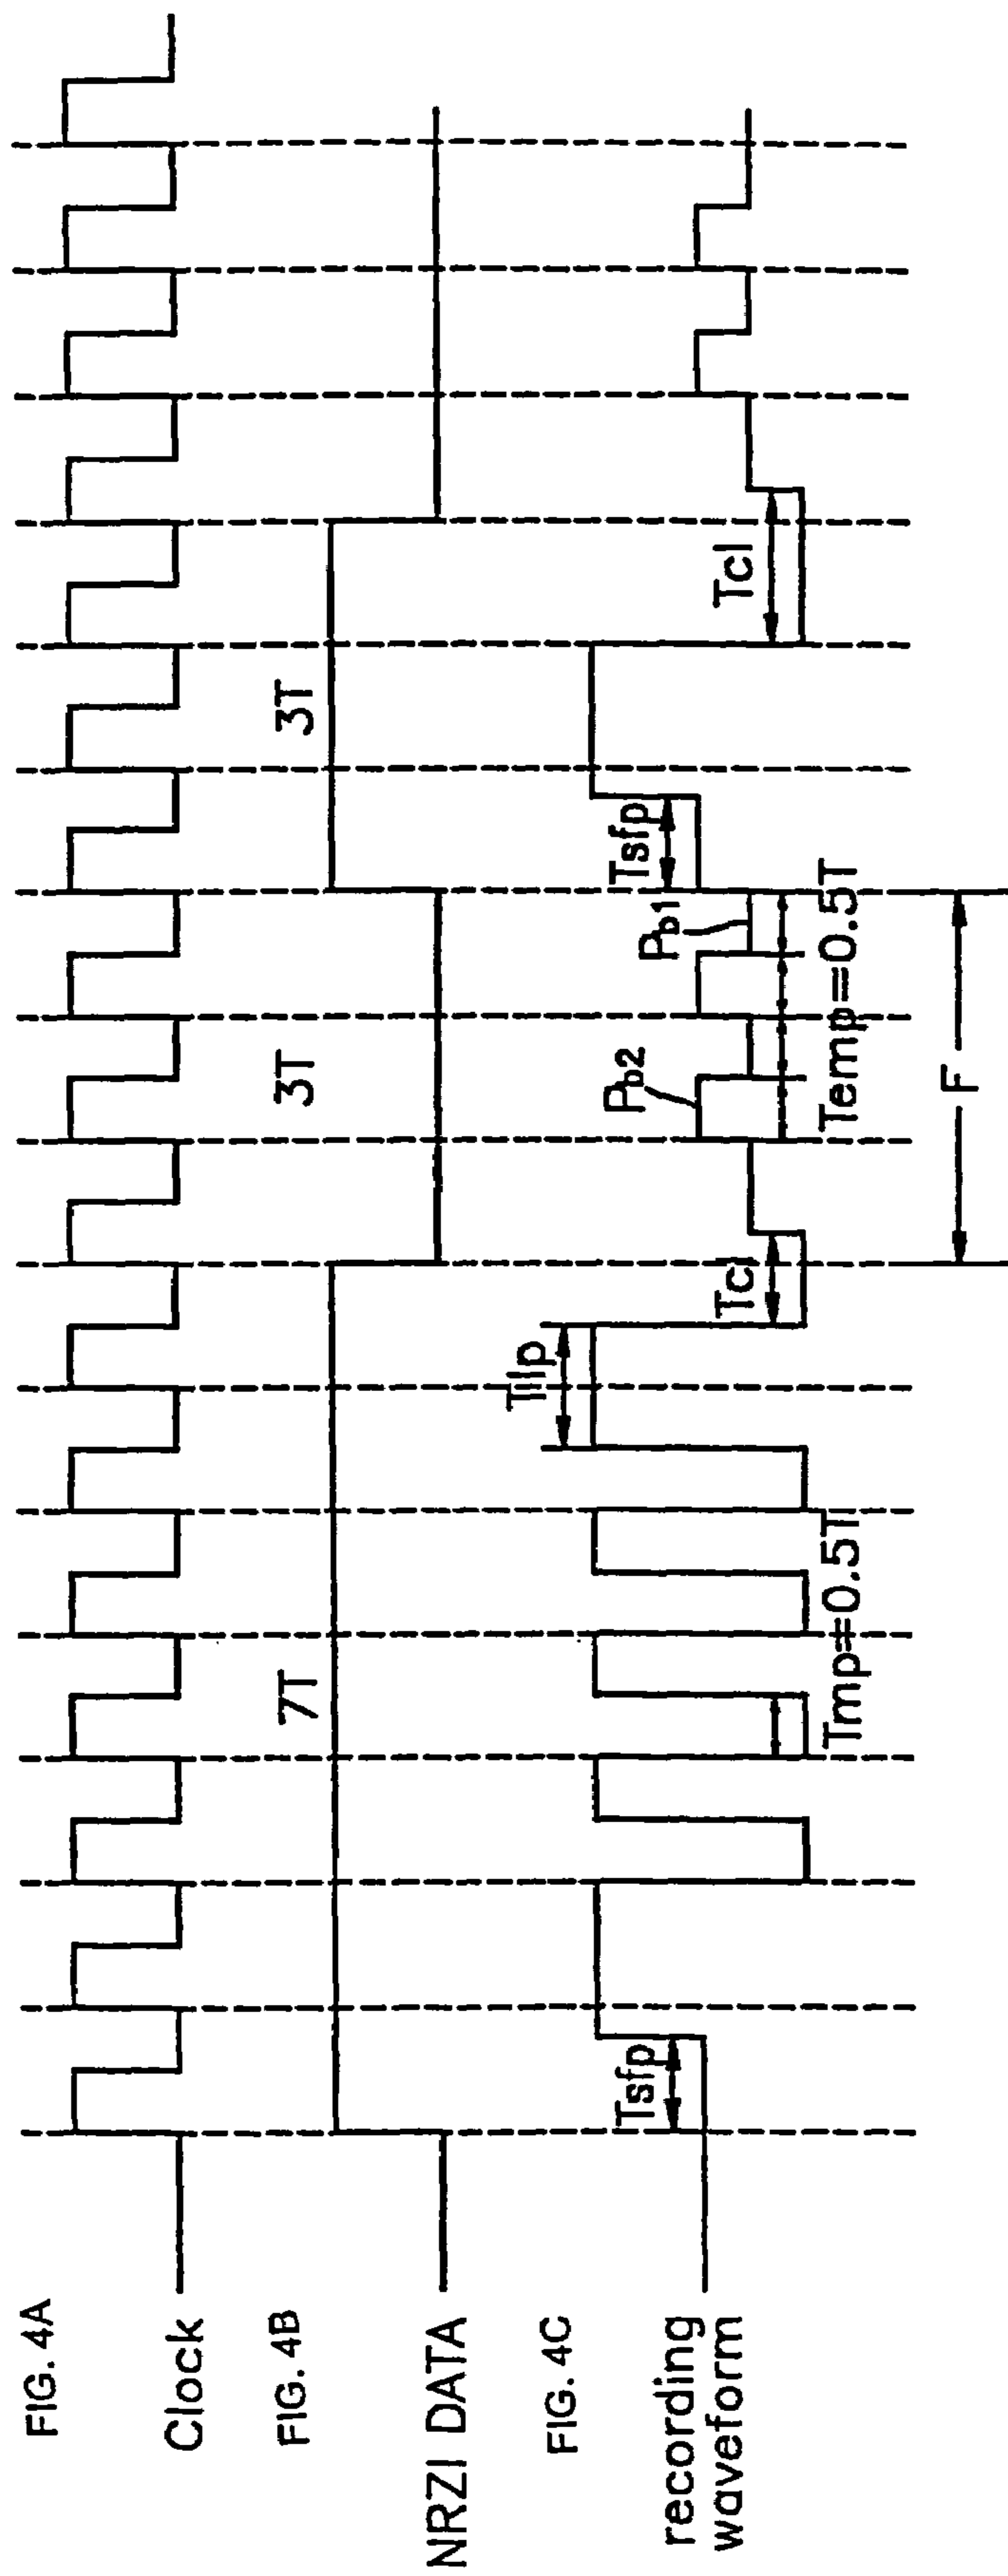 FIG. 4A
Clock
FIG. 4B
7T
3T
3T
NRZI DATA
FIG. 4C
Tsfp
Tllp
Tcl
Pb2
Pb1
Tsfp
Tcl
recording
waveform
Tmp=0.5T
Temp=0.5T
F